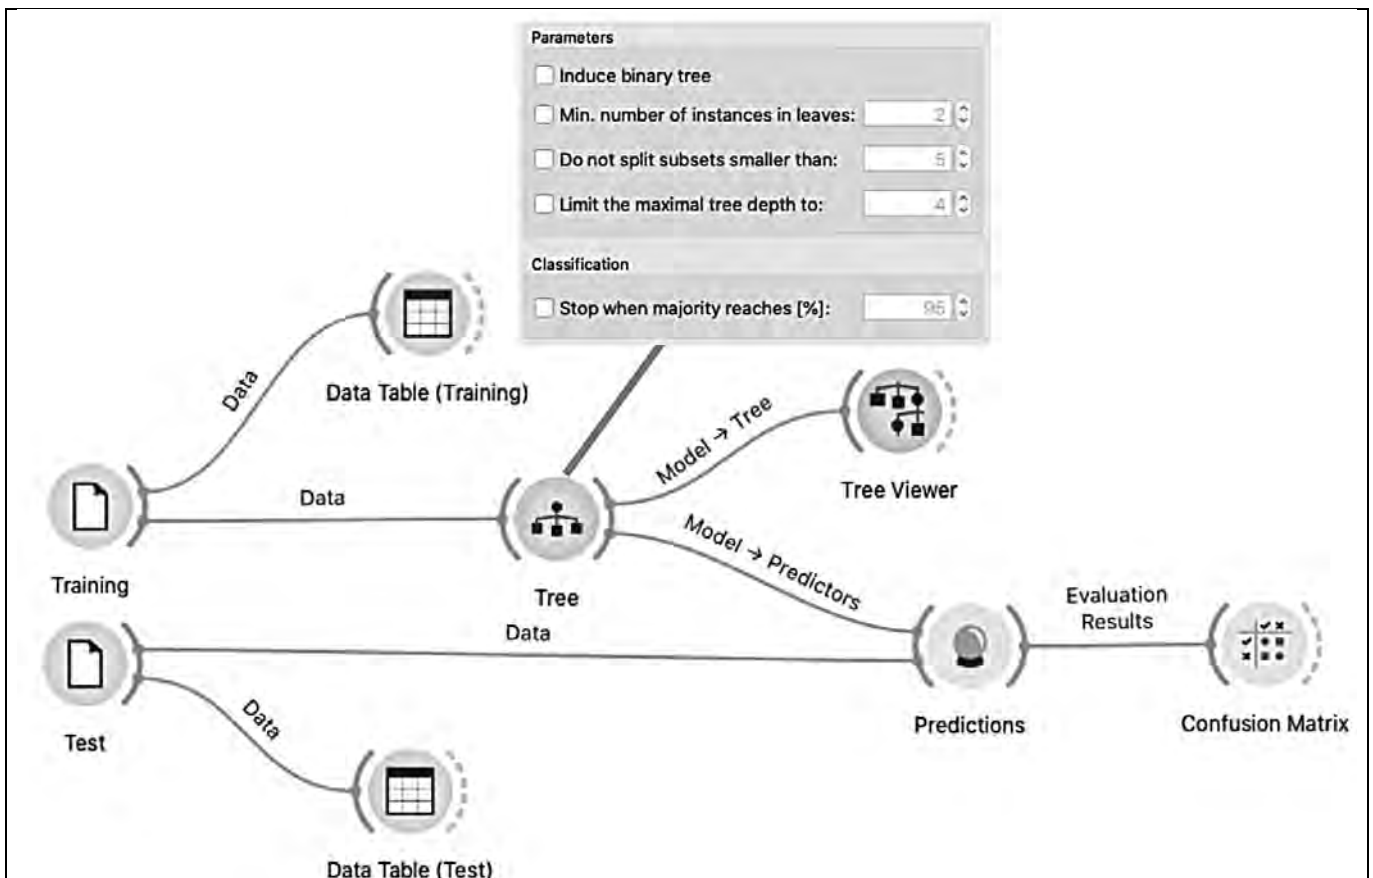 Parameters
Induce binary tree
Min. number of instances in leaves: 2
Do not split subsets smaller than: 5
Limit the maximal tree depth to: 4
Classification
Stop when majority reaches [%]: 95
Data
Data Table (Training)
Model → Tree
Tree Viewer
Data
Training
Tree
Model → Predictors
Evaluation
Results
Data
Test
Data
Predictions
Confusion Matrix
Data Table (Test)